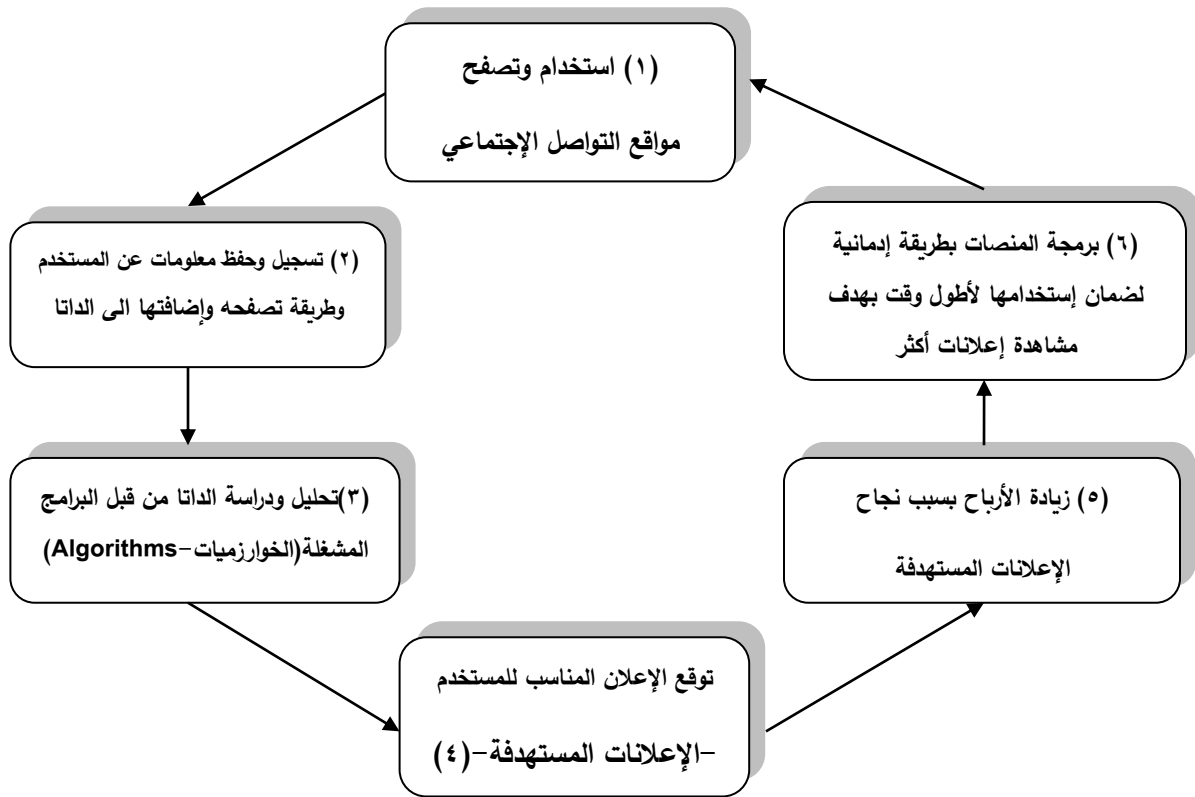 (١) استخدام وتصفح
مواقع التواصل الإجتماعي
(٢) تسجيل وحفظ معلومات عن المستخدم
وطريقة تصفحه وإضافتها الى الداتا
(٣)تحليل ودراسة الداتا من قبل البرامج
المشغلة(الخوارزميات-Algorithms)
توقع الإعلان المناسب للمستخدم
-الإعلانات المستهدفة-(٤)
(٥) زيادة الأرباح بسبب نجاح
الإعلانات المستهدفة
(٦) برمجة المنصات بطريقة إدمانية
لضمان إستخدامها لأطول وقت بهدف
مشاهدة إعلانات أكثر